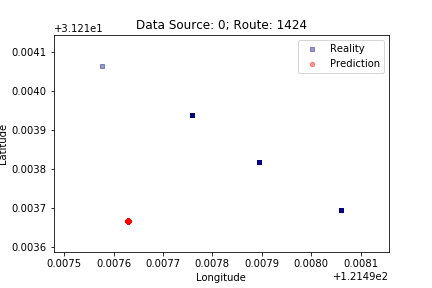 Data Source: 0; Route: 1424
+3.121e1
Reality
Prediction
0.0041
0.0040
0.0039
0.0038
0.0037
0.0036
Latitude
0.0075 0.0076 0.0077 0.0078 0.0079 0.0080 0.0081
Longitude
+1.2149e2